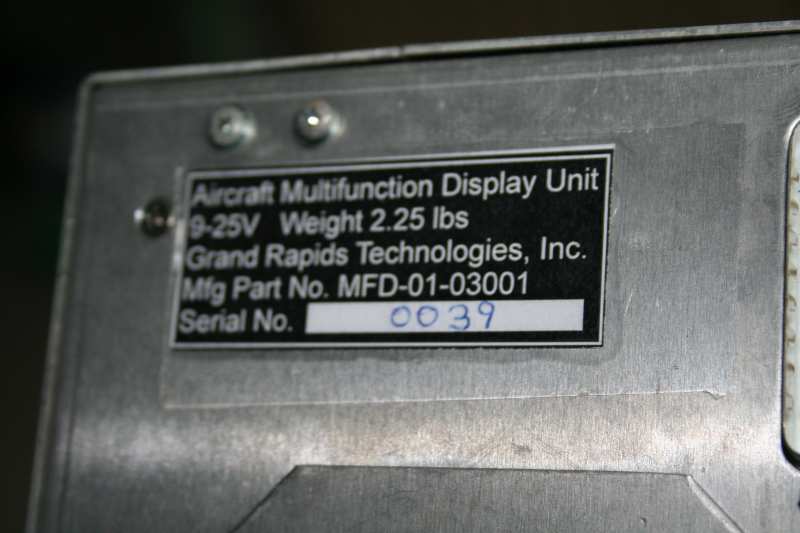 Aircraft Multifunction Display Unit
9-25V Weight 2.25 lbs
Grand Rapids Technologies, Inc.
Mfg Part No. MFD-01-03001
Serial No. 0039